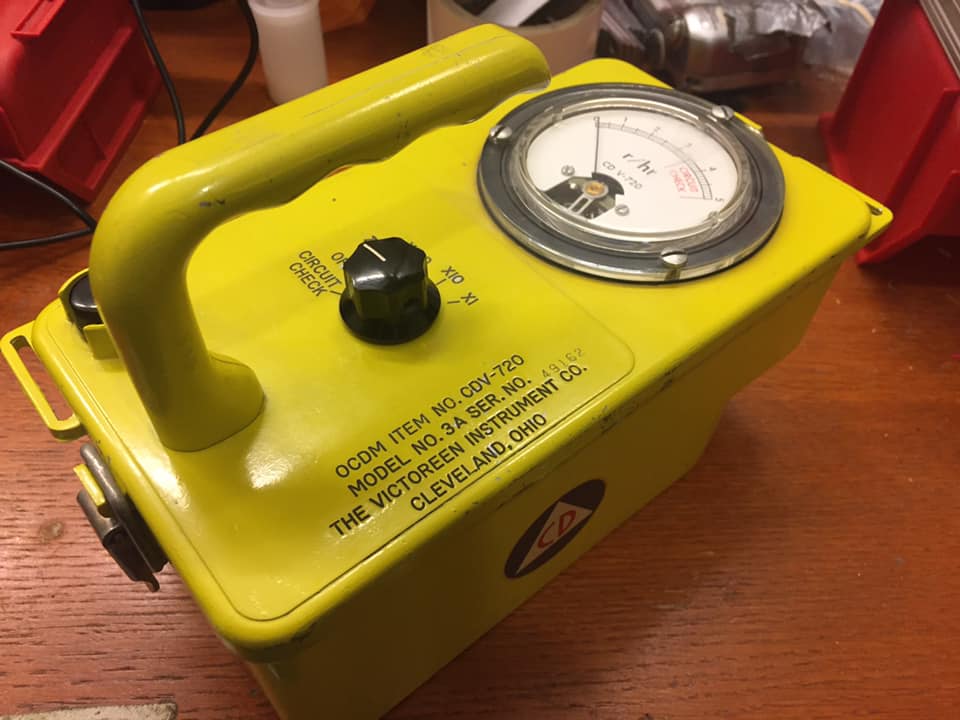 0 1 2 3 4 5
r/hr
CD V-720
CIRCUIT
CHECK
CIRCUIT
CHECK
X10
X1
OCDM ITEM NO. CDV-720
MODEL NO. 3A SER. NO. 49162
THE VICTOREEN INSTRUMENT CO.
CLEVELAND, OHIO
CD